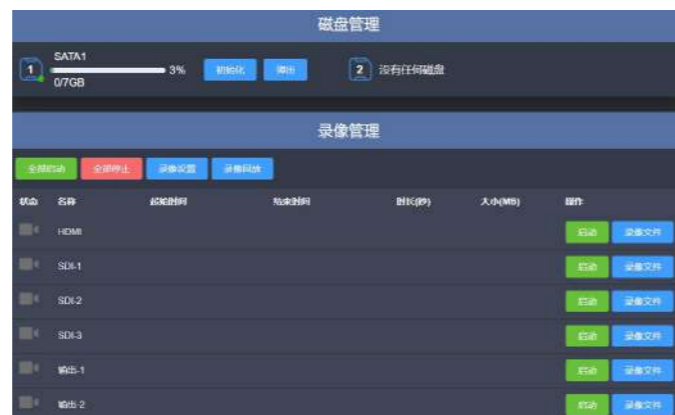 磁盘管理
1 SATA1 3% 初始化 弹出 2 没有任何磁盘
0/7GB
录像管理
全部启动 全部停止 录像设置 录像回放
状态 名称 起始时间 结束时间 时长(秒) 大小(MB) 操作
HDMI 启动 录像文件
SDI-1 启动 录像文件
SDI-2 启动 录像文件
SDI-3 启动 录像文件
输出-1 启动 录像文件
输出-2 启动 录像文件